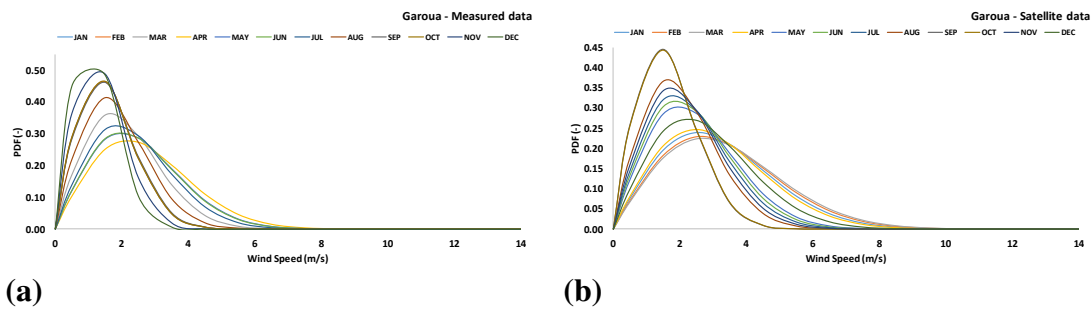 Garoua - Measured data
JAN FEB MAR APR MAY JUN JUL AUG SEP OCT NOV DEC
PDF (-)
0.50
0.40
0.30
0.20
0.10
0.00
0 2 4 6 8 10 12 14
Wind Speed (m/s)
(a)
Garoua - Satellite data
JAN FEB MAR APR MAY JUN JUL AUG SEP OCT NOV DEC
PDF (-)
0.45
0.40
0.35
0.30
0.25
0.20
0.15
0.10
0.05
0.00
0 2 4 6 8 10 12 14
Wind Speed (m/s)
(b)